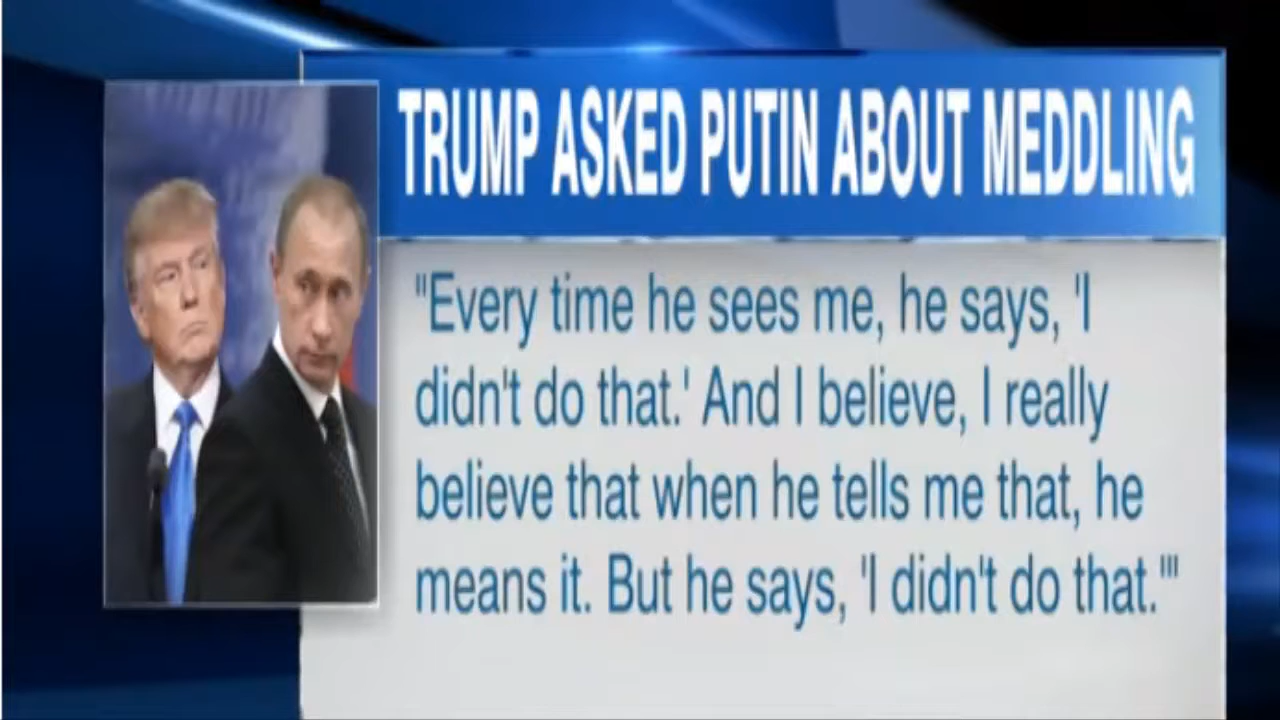 TRUMP ASKED PUTIN ABOUT MEDDLING
"Every time he sees me, he says, 'I
didn't do that.' And I believe, I really
believe that when he tells me that, he
means it. But he says, 'I didn't do that.'"